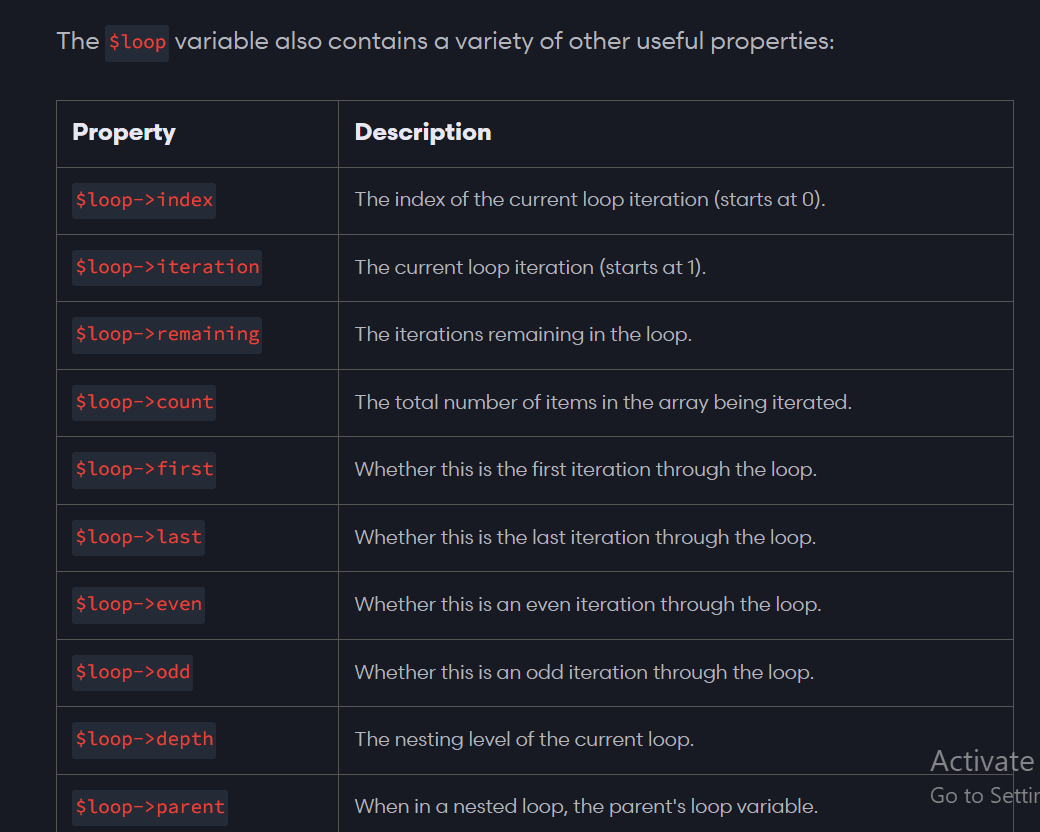 The $loop variable also contains a variety of other useful properties:
Property Description
$loop->index The index of the current loop iteration (starts at 0).
$loop->iteration The current loop iteration (starts at 1).
$loop->remaining The iterations remaining in the loop.
$loop->count The total number of items in the array being iterated.
$loop->first Whether this is the first iteration through the loop.
$loop->last Whether this is the last iteration through the loop.
$loop->even Whether this is an even iteration through the loop.
$loop->odd Whether this is an odd iteration through the loop.
$loop->depth The nesting level of the current loop.
Activate
Go to
$loop->parent When in a nested loop, the parent's loop variable.